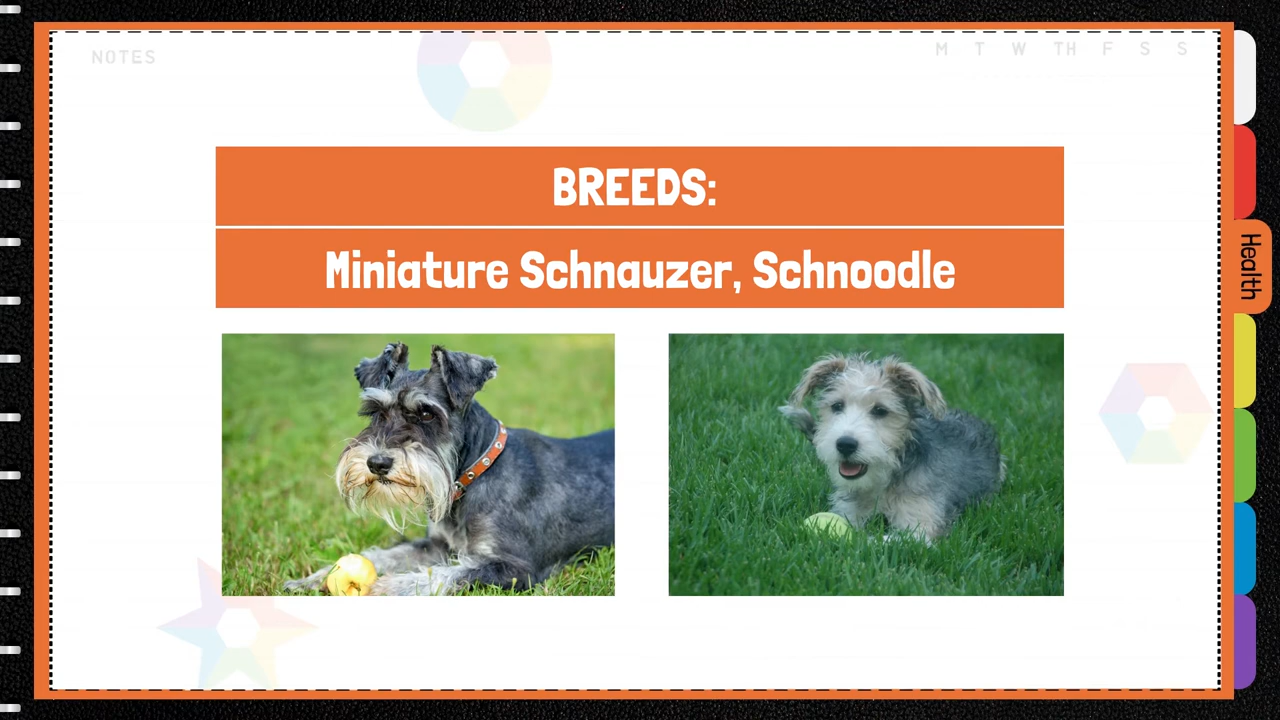 NOTES
M T W TH F S S
BREEDS:
Miniature Schnauzer, Schnoodle
Health